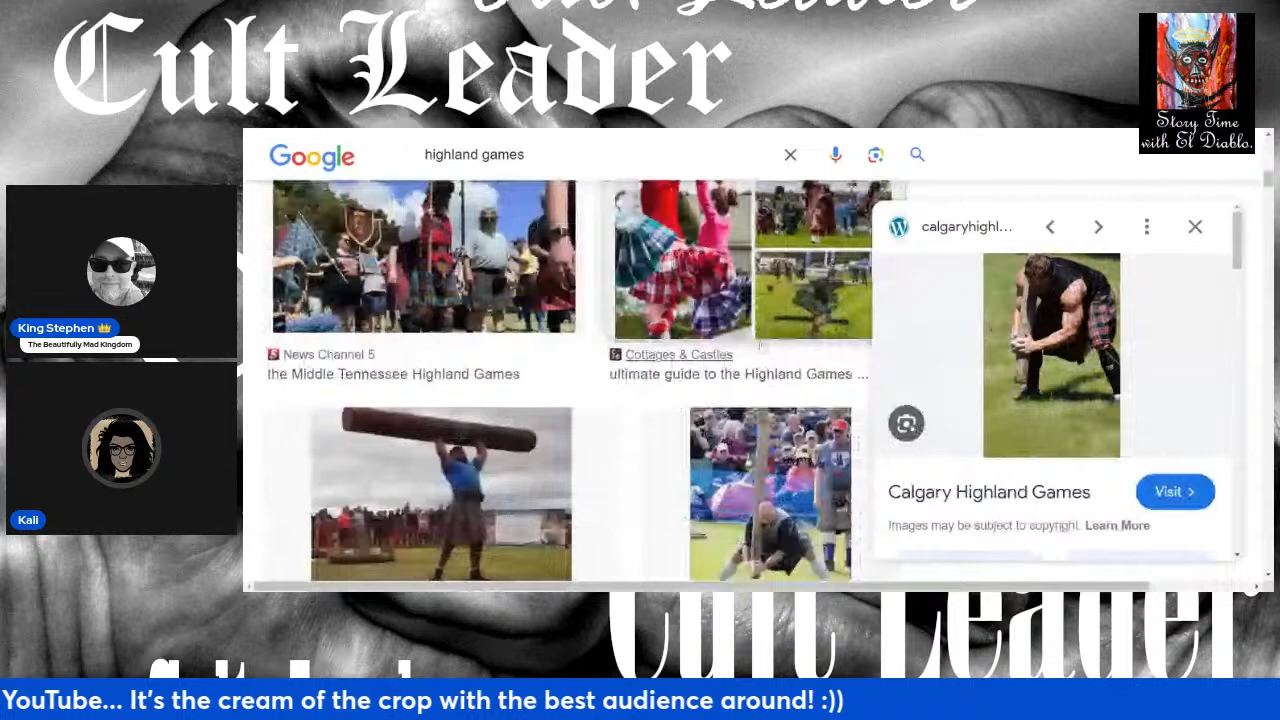 Cult Leader
Cult Leader
Story Time
with El Diablo.
Google
highland games
calgaryhighl...
King Stephen 👑
The Beautifully Mad Kingdom
News Channel 5
the Middle Tennessee Highland Games
Cottages & Castles
ultimate guide to the Highland Games ...
Calgary Highland Games
Visit >
Images may be subject to copyright. Learn More
Kali
Cult Leader
YouTube... It's the cream of the crop with the best audience around! :))